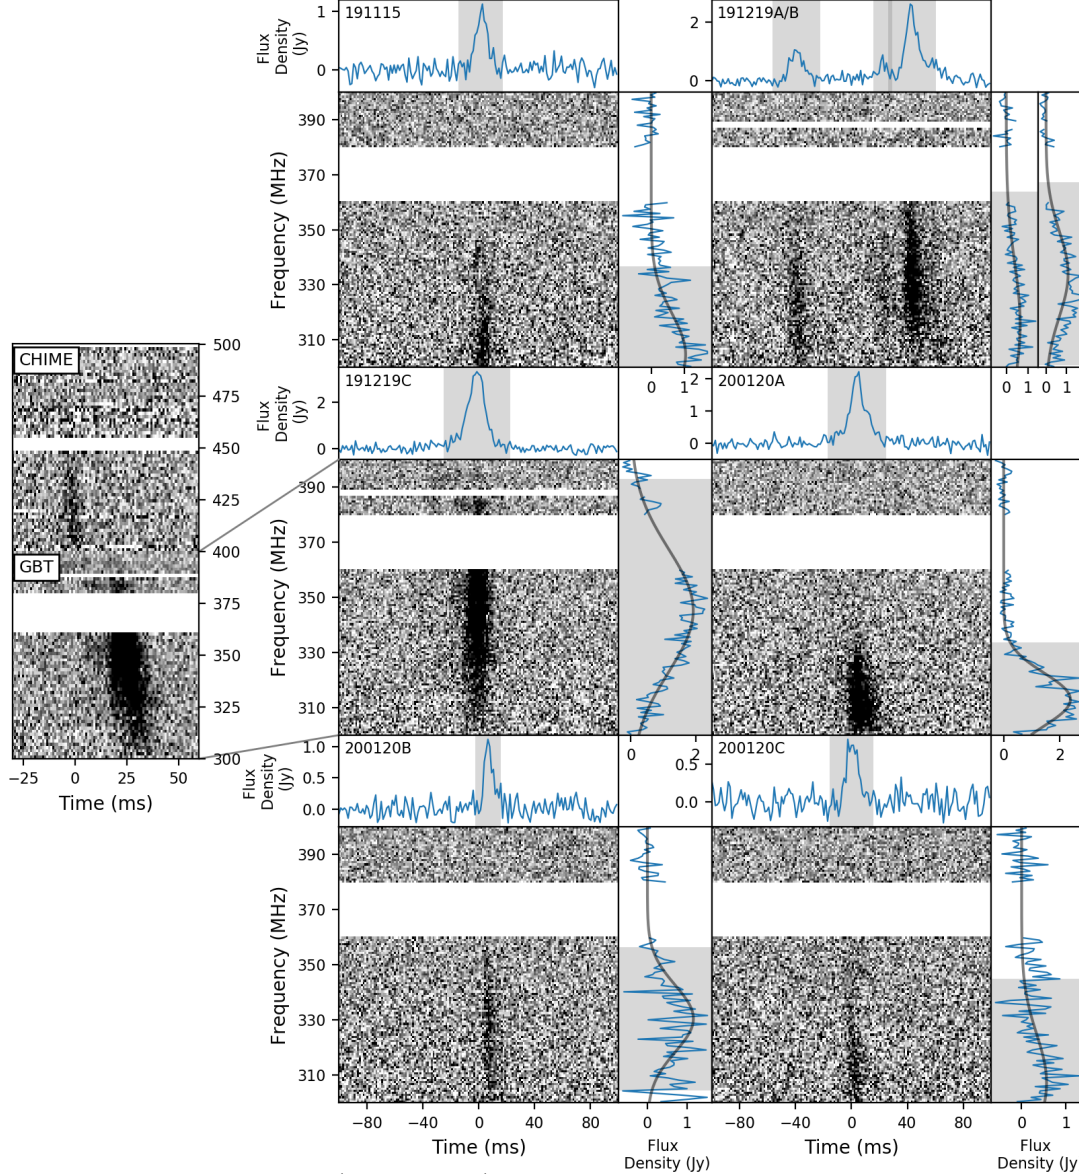 191115
191219A/B
Flux
Density
(Jy)
1
0
2
0
Frequency (MHz)
390
370
350
330
310
0 1
0 1 0 1
191219C
200120A
Flux
Density
(Jy)
2
0
2
1
0
Frequency (MHz)
390
370
350
330
310
0 2
0 2
CHIME
GBT
500
475
450
425
400
375
350
325
300
−25 0 25 50
Time (ms)
200120B
200120C
Flux
Density
(Jy)
1.0
0.5
0.0
0.5
0.0
Frequency (MHz)
390
370
350
330
310
−80 −40 0 40 80
0 1
−80 −40 0 40 80
0 1
Time (ms)
Flux
Density (Jy)
Time (ms)
Flux
Density (Jy)